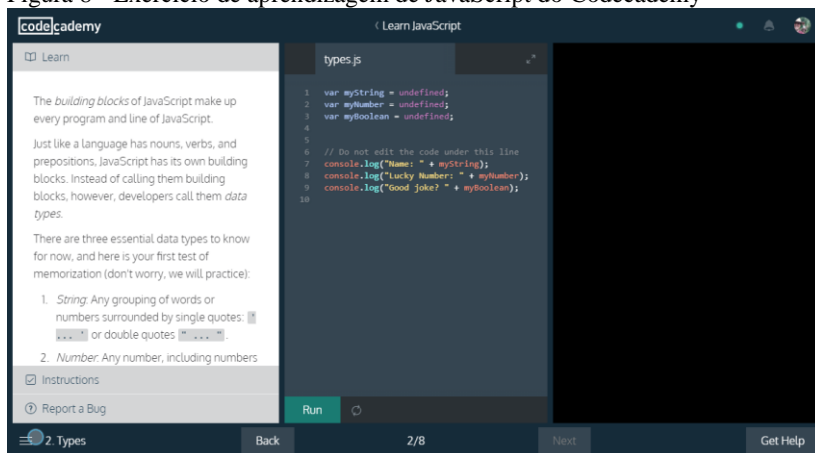 Figura 8 - Exercício de aprendizagem de JavaScript do Codecademy
codecademy
Learn JavaScript
Learn
The building blocks of JavaScript make up
every program and line of JavaScript.
Just like a language has nouns, verbs, and
prepositions, JavaScript has its own building
blocks. Instead of calling them building
blocks, however, developers call them data
types.
There are three essential data types to know
for now, and here is your first test of
memorization (don't worry, we will practice):
1. String: Any grouping of words or
numbers surrounded by single quotes: '
... ' or double quotes " ... ".
2. Number: Any number, including numbers
Instructions
Report a Bug
types.js
1 var myString = undefined;
2 var myNumber = undefined;
3 var myBoolean = undefined;
4
5
6 // Do not edit the code under this line
7 console.log("Name: " + myString);
8 console.log("Lucky Number: " + myNumber);
9 console.log("Good joke? " + myBoolean);
10
Run
2. Types
Back
2/8
Next
Get Help